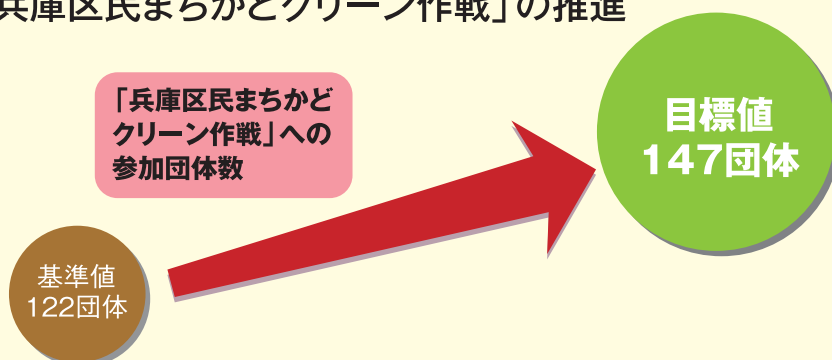 兵庫区民まちかどクリーン作戦」の推進
「兵庫区民まちかど
クリーン作戦」への
参加団体数
目標値
147団体
基準値
122団体